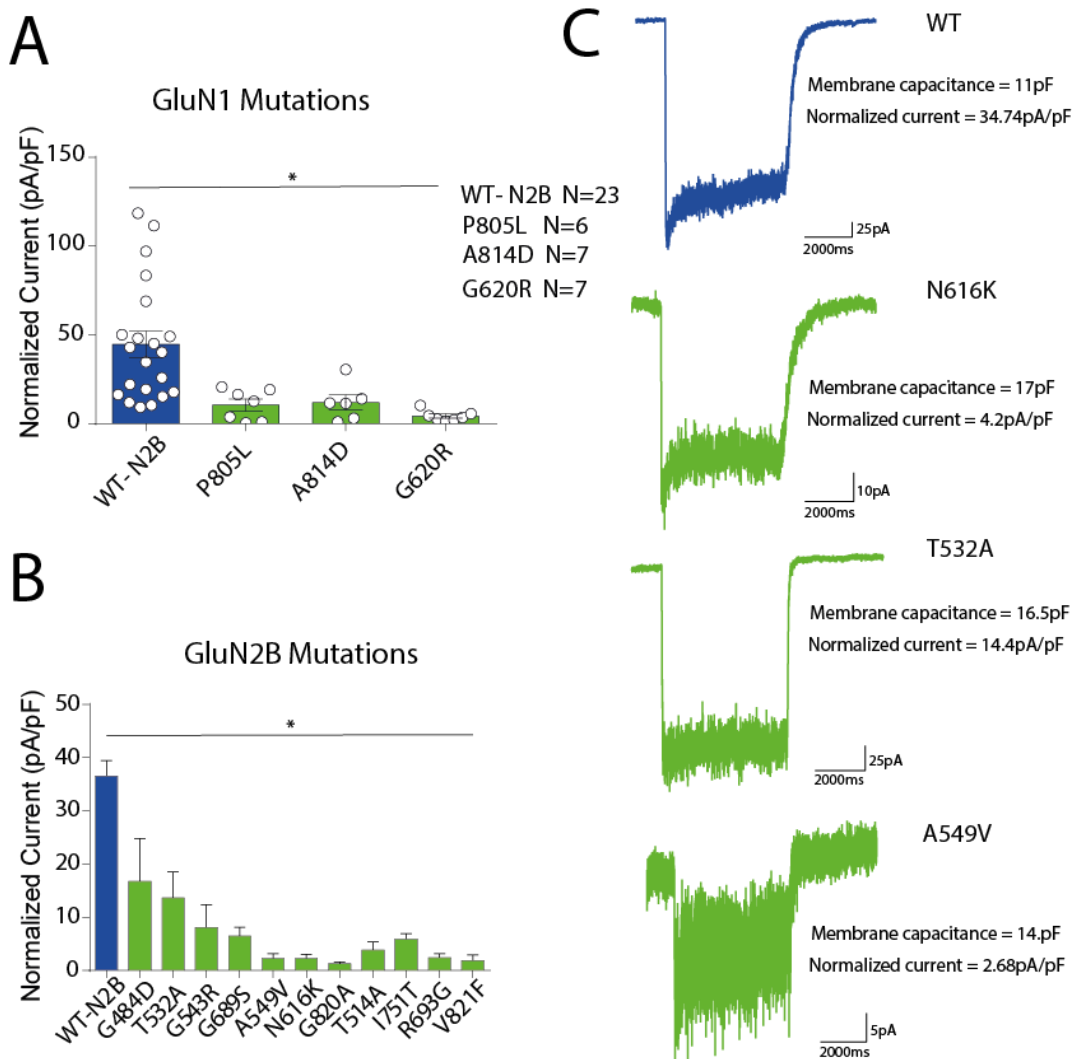 A
GluN1 Mutations
Normalized Current (pA/pF)
150
100
50
0
*
WT- N2B
P805L
A814D
G620R
WT- N2B N=23
P805L N=6
A814D N=7
G620R N=7
B
GluN2B Mutations
Normalized Current (pA/pF)
50
40
30
20
10
0
*
WT-N2B
G484D
T532A
G543R
G689S
A549V
N616K
G820A
T514A
I751T
R693G
V821F
C
WT
Membrane capacitance = 11pF
Normalized current = 34.74pA/pF
25pA
2000ms
N616K
Membrane capacitance = 17pF
Normalized current = 4.2pA/pF
10pA
2000ms
T532A
Membrane capacitance = 16.5pF
Normalized current = 14.4pA/pF
25pA
2000ms
A549V
Membrane capacitance = 14.pF
Normalized current = 2.68pA/pF
5pA
2000ms